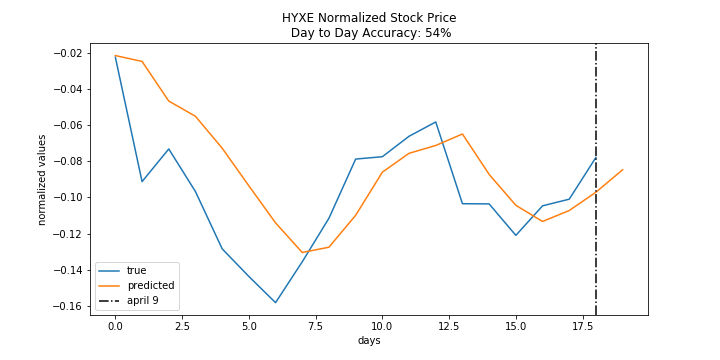 HYXE Normalized Stock Price
Day to Day Accuracy: 54%
normalized values
−0.02
−0.04
−0.06
−0.08
−0.10
−0.12
−0.14
−0.16
true
predicted
april 9
0.0 2.5 5.0 7.5 10.0 12.5 15.0 17.5
days